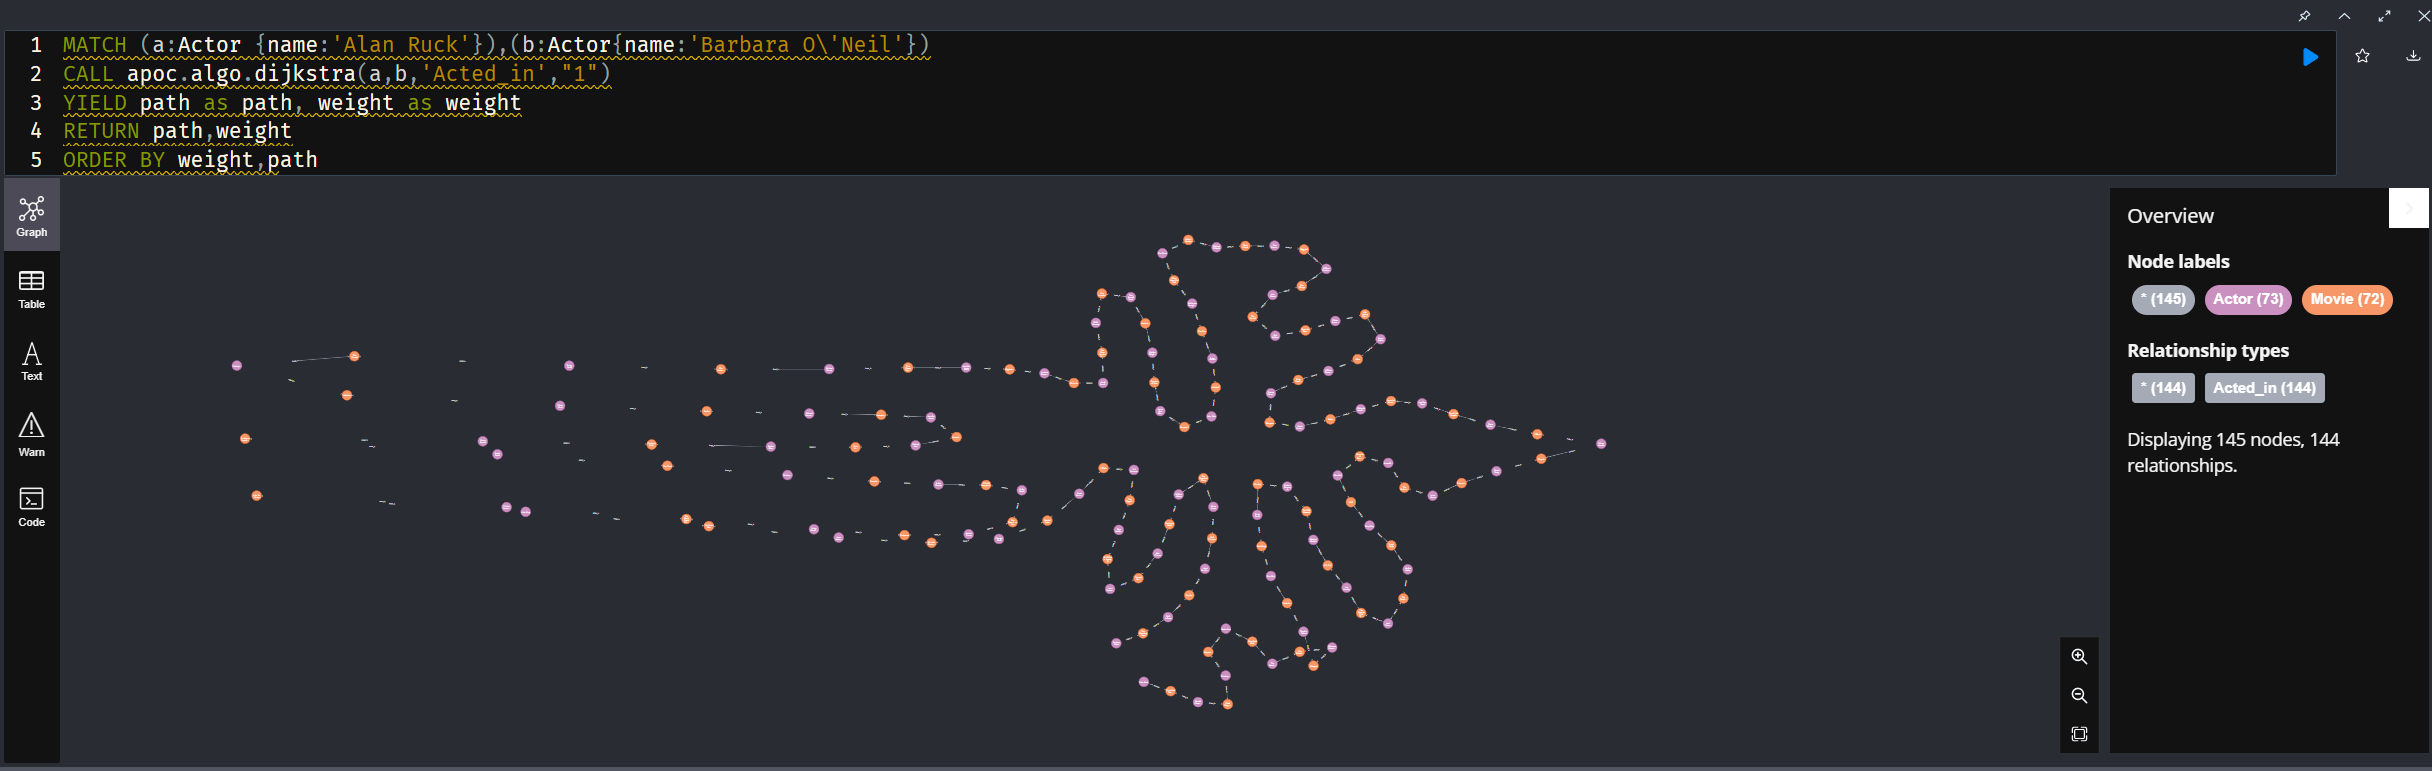 1 MATCH (a:Actor {name:'Alan Ruck'}),(b:Actor{name:'Barbara O\'Neil'})
2 CALL apoc.algo.dijkstra(a,b,'Acted_in',"1")
3 YIELD path as path, weight as weight
4 RETURN path,weight
5 ORDER BY weight,path
Graph
Table
Text
Warn
Code
Overview
Node labels
* (145) Actor (73) Movie (72)
Relationship types
* (144) Acted_in (144)
Displaying 145 nodes, 144
relationships.